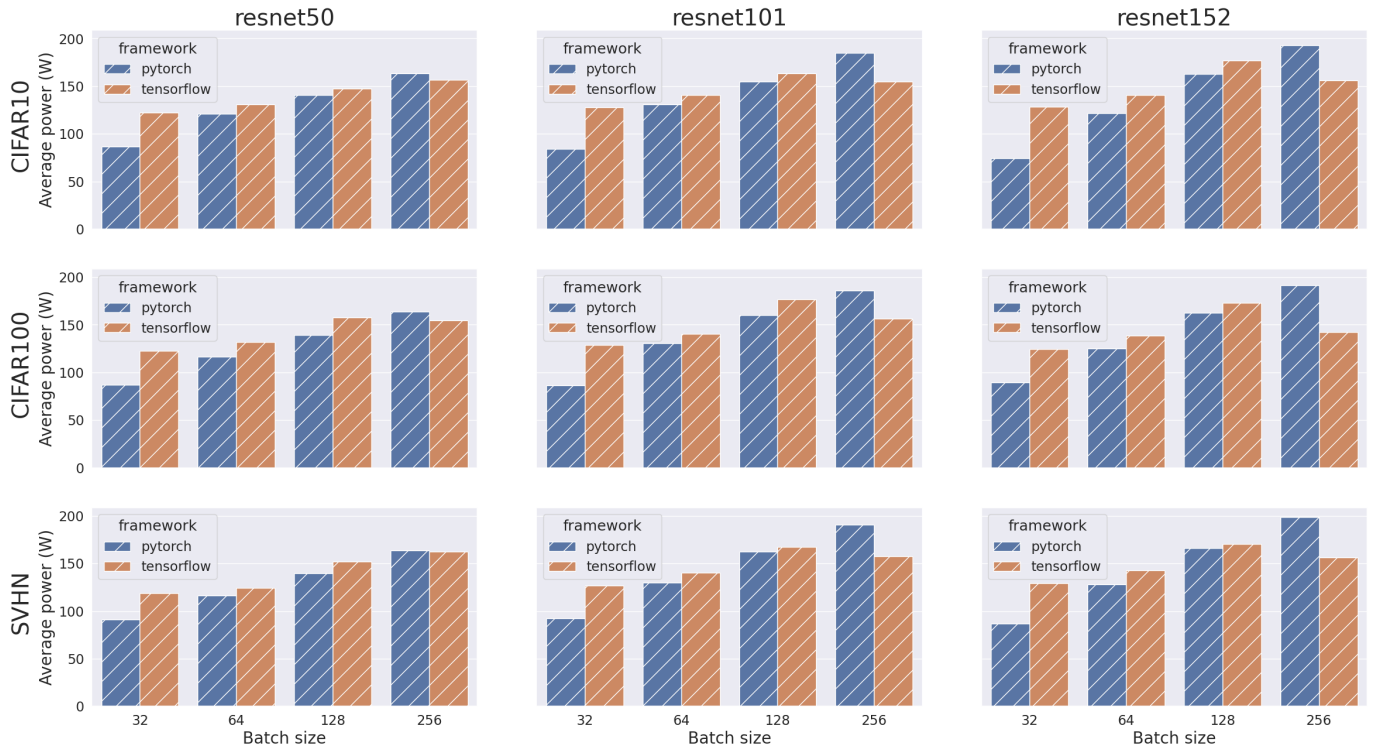 resnet50
resnet101
resnet152
CIFAR10
Average power (W)
200
150
100
50
0
framework
pytorch
tensorflow
framework
pytorch
tensorflow
framework
pytorch
tensorflow
CIFAR100
Average power (W)
200
150
100
50
0
framework
pytorch
tensorflow
framework
pytorch
tensorflow
framework
pytorch
tensorflow
SVHN
Average power (W)
200
150
100
50
0
framework
pytorch
tensorflow
framework
pytorch
tensorflow
framework
pytorch
tensorflow
32 64 128 256
Batch size
32 64 128 256
Batch size
32 64 128 256
Batch size